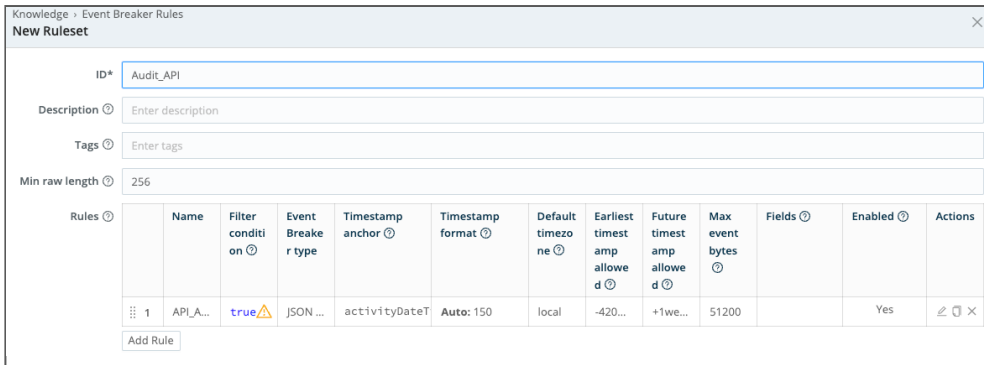 Knowledge › Event Breaker Rules
New Ruleset
ID* Audit_API
Description Enter description
Tags Enter tags
Min raw length 256
Rules
Name Filter conditi on Event Breake r type Timestamp anchor Timestamp format Default timezo ne Earliest timest amp allowe d Future timest amp allowe d Max event bytes Fields Enabled Actions
1 API_A... true JSON ... activityDateT Auto: 150 local -420... +1we... 51200 Yes
Add Rule